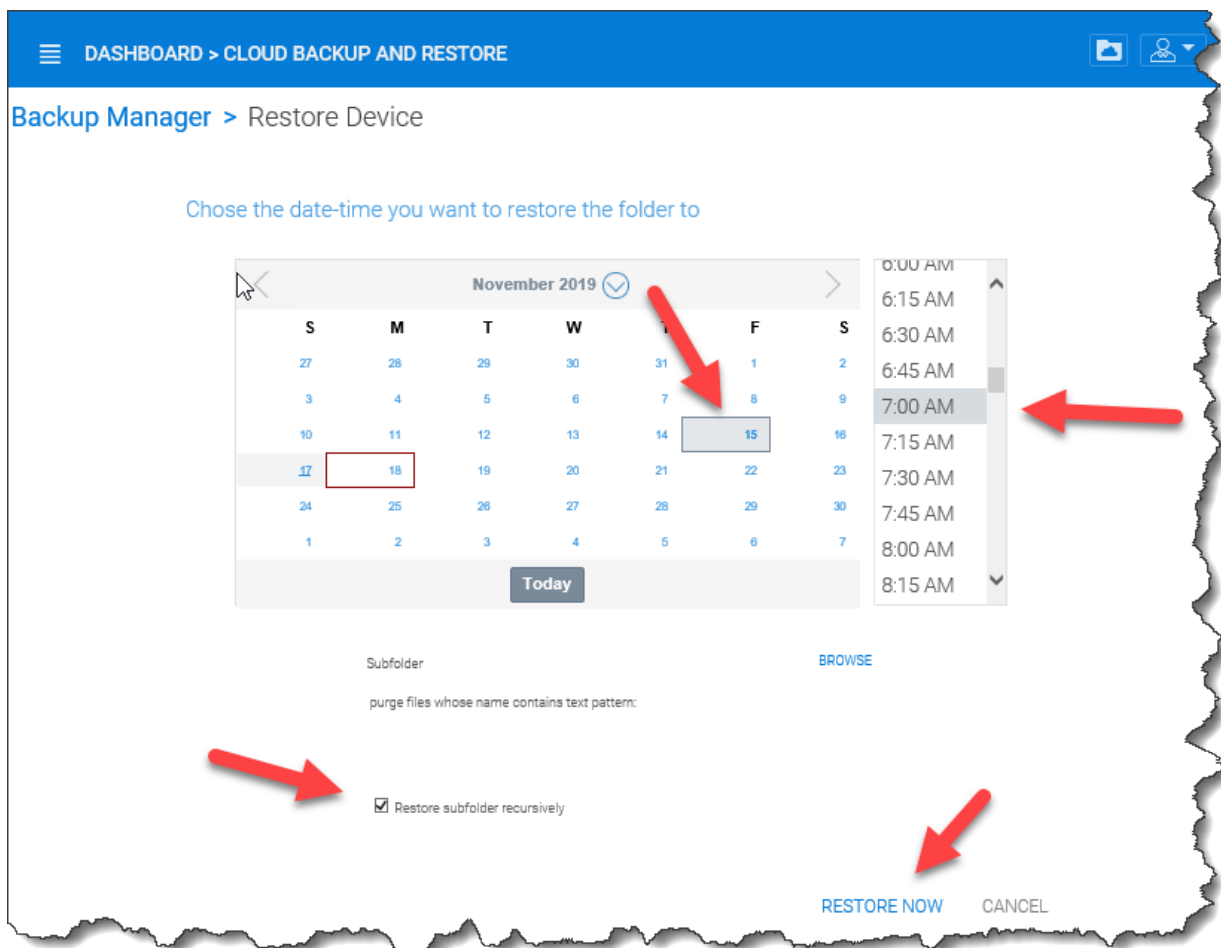 DASHBOARD > CLOUD BACKUP AND RESTORE
Backup Manager > Restore Device
Chose the date-time you want to restore the folder to
November 2019
S M T W F S
27 28 29 30 31 1 2
3 4 5 6 7 8 9
10 11 12 13 14 15 16
17 18 19 20 21 22 23
24 25 26 27 28 29 30
1 2 3 4 5 6 7
Today
6:00 AM
6:15 AM
6:30 AM
6:45 AM
7:00 AM
7:15 AM
7:30 AM
7:45 AM
8:00 AM
8:15 AM
Subfolder BROWSE
purge files whose name contains text pattern:
Restore subfolder recursively
RESTORE NOW CANCEL